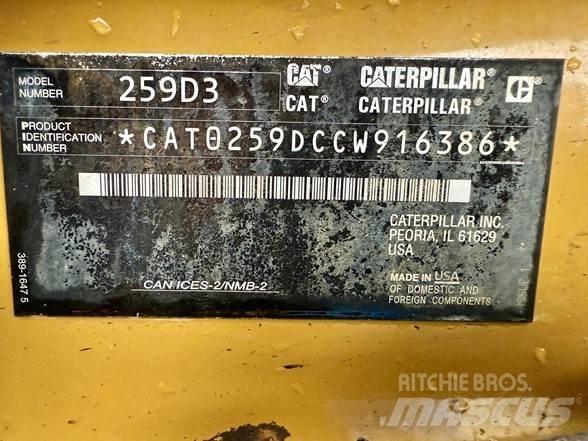 MODEL NUMBER 259D3
CAT CATERPILLAR C
CAT® CATERPILLAR®
PRODUCT IDENTIFICATION NUMBER *CAT0259DCCW916386*
CATERPILLAR INC.
PEORIA, IL 61629
USA
MADE IN USA
OF DOMESTIC AND
FOREIGN COMPONENTS
CAN ICES-2/NMB-2
389-1647 5
RITCHIE BROS.
MASCUS